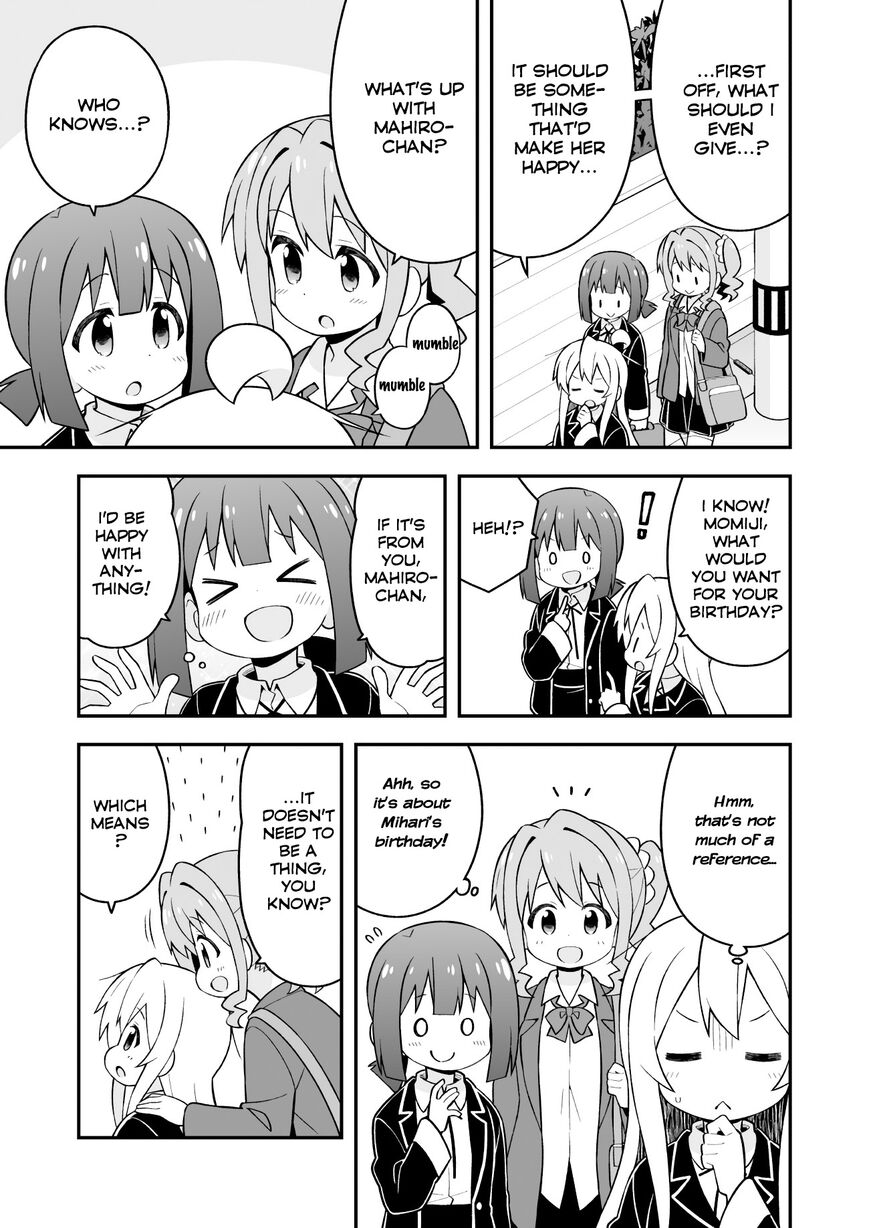 ...FIRST
OFF, WHAT
SHOULD I
EVEN
GIVE...?
IT SHOULD
BE SOME-
THING
THAT'D
MAKE HER
HAPPY...
WHAT'S UP
WITH
MAHIRO-
CHAN?
mumble
mumble
WHO
KNOWS...?
I KNOW!
MOMIJI,
WHAT
WOULD
YOU WANT
FOR YOUR
BIRTHDAY?
!
HEH!?
IF IT'S
FROM
YOU,
MAHIRO-
CHAN,
I'D BE
HAPPY
WITH
ANY-
THING!
Hmm,
that's not
much of a
reference...
Ahh, so
it's about
Mihari's
birthday!
...IT
DOESN'T
NEED TO
BE A
THING,
YOU
KNOW?
WHICH
MEANS
?